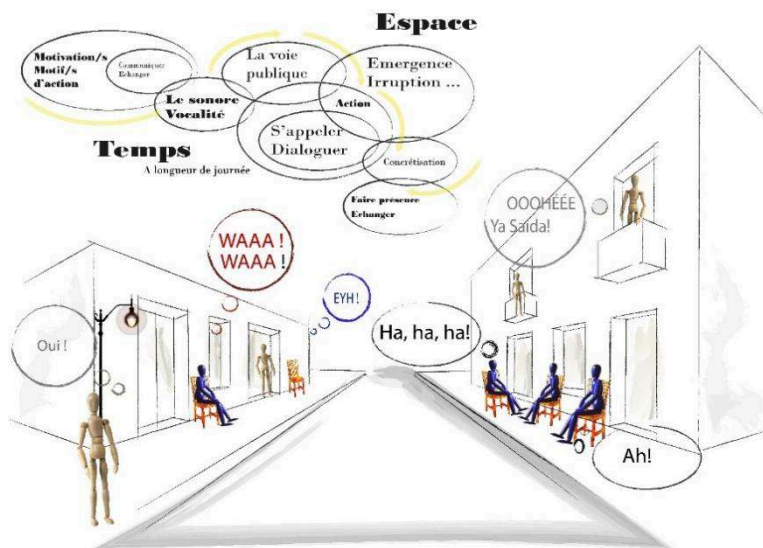 Espace
Motivation/s
Motif/s
d'action
Communiquer
Echanger
La voie
publique
Emergence
Irruption ...
Le sonore
Vocalité
Action
S'appeler
Dialoguer
Temps
A longueur de journée
Concrétisation
Faire présence
Echanger
OOOHÉÉE
Ya Saida!
WAAA !
WAAA !
EYH !
Oui !
Ha, ha, ha!
Ah!